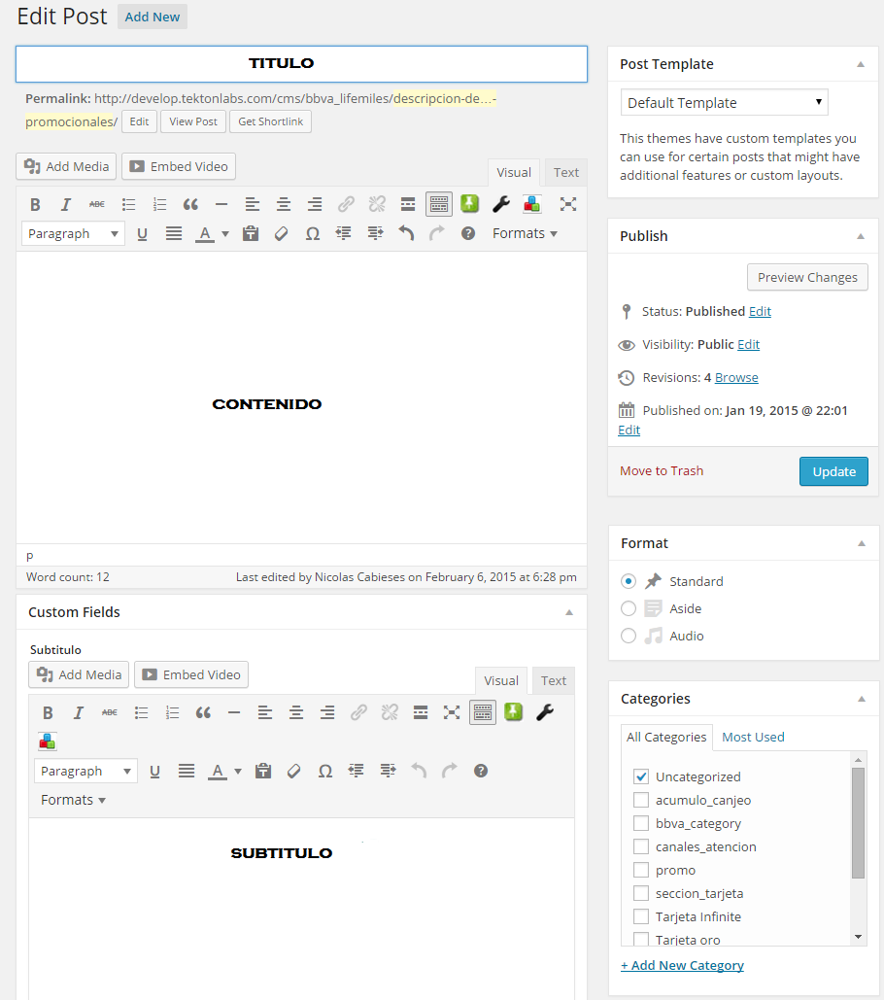 Edit Post Add New
TITULO
Permalink: http://develop.tektonlabs.com/cms/bbva_lifemiles/descripcion-de…-
promocionales/ Edit View Post Get Shortlink
Add Media Embed Video
Visual Text
B I ABC
Paragraph U A Ω Formats
CONTENIDO
p
Word count: 12 Last edited by Nicolas Cabieses on February 6, 2015 at 6:28 pm
Custom Fields
Subtitulo
Add Media Embed Video
Visual Text
B I ABC
Paragraph U A Ω
Formats
SUBTITULO
Post Template
Default Template
This themes have custom templates you
can use for certain posts that might have
additional features or custom layouts.
Publish
Preview Changes
Status: Published Edit
Visibility: Public Edit
Revisions: 4 Browse
Published on: Jan 19, 2015 @ 22:01
Edit
Move to Trash Update
Format
Standard
Aside
Audio
Categories
All Categories Most Used
Uncategorized
acumulo_canjeo
bbva_category
canales_atencion
promo
seccion_tarjeta
Tarjeta Infinite
Tarjeta oro
+ Add New Category